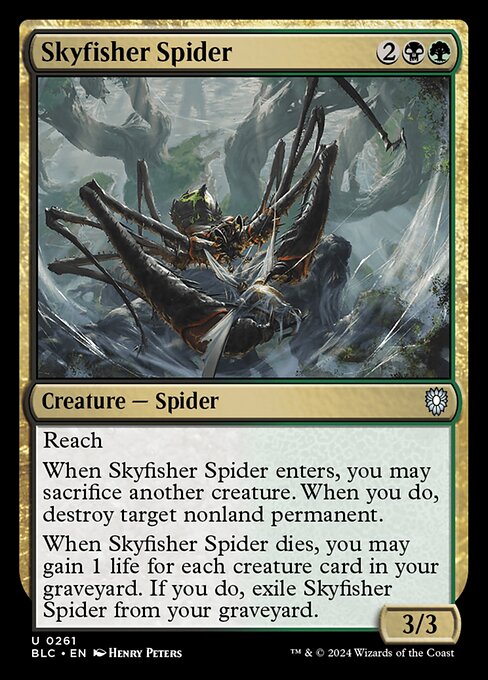 Skyfisher Spider 2
Creature — Spider
Reach
When Skyfisher Spider enters, you may
sacrifice another creature. When you do,
destroy target nonland permanent.
When Skyfisher Spider dies, you may
gain 1 life for each creature card in your
graveyard. If you do, exile Skyfisher
Spider from your graveyard.
3/3
U 0261
BLC • EN Henry Peters ™ & © 2024 Wizards of the Coast